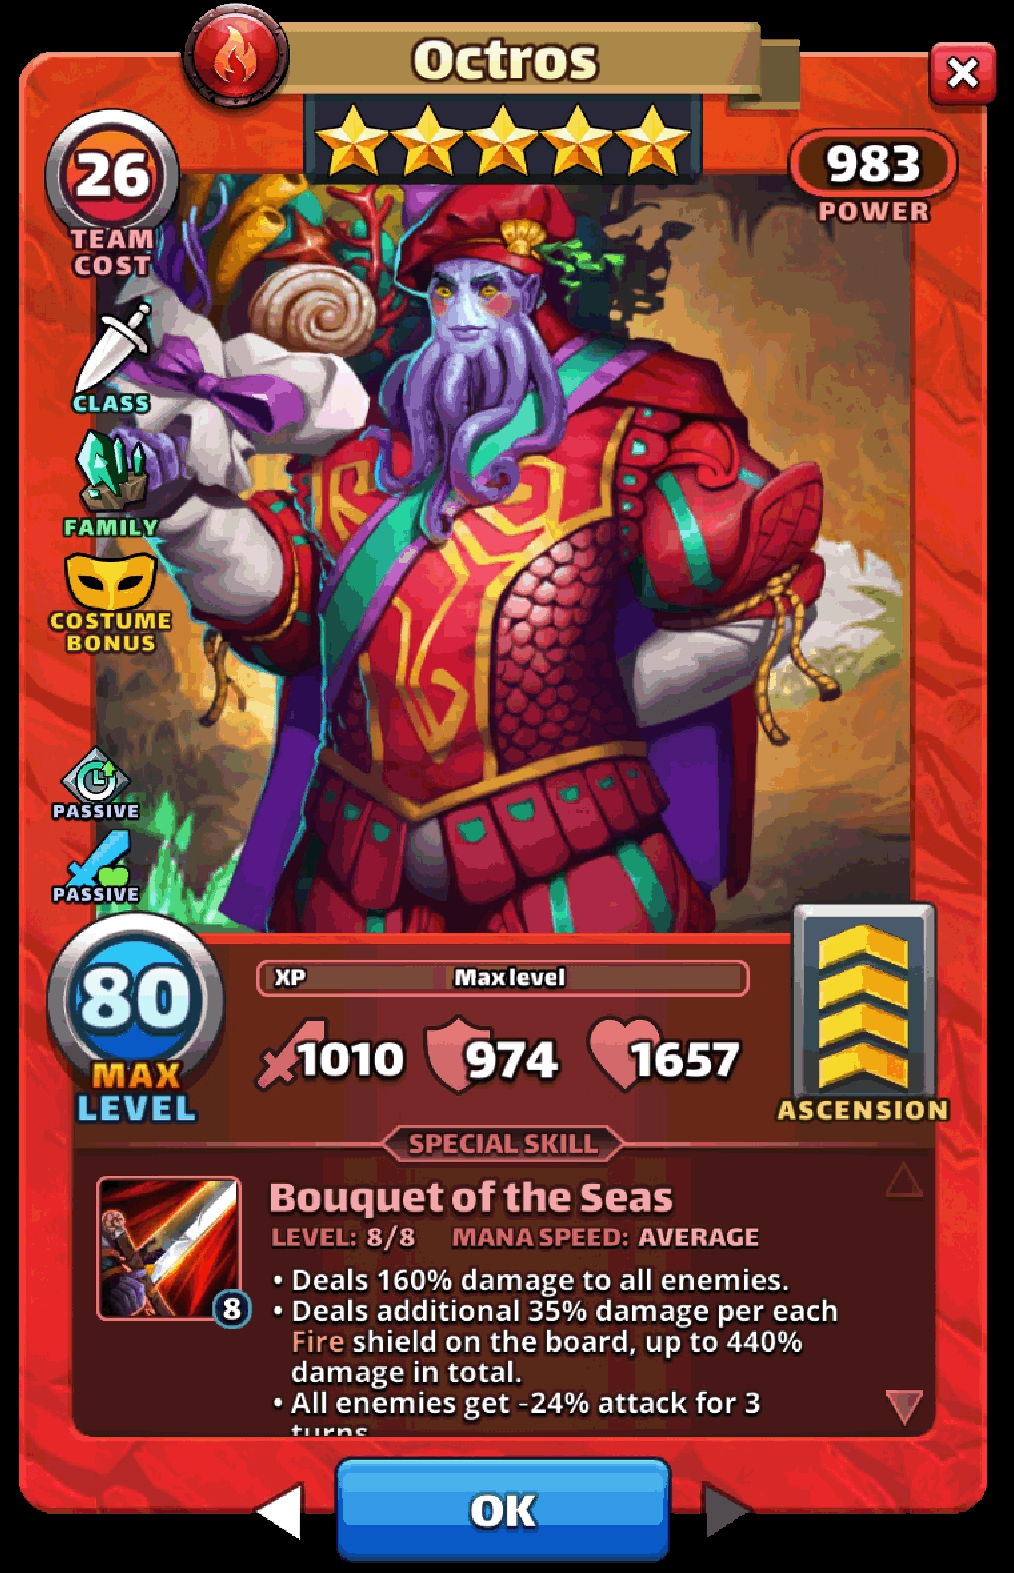 Octros
26
TEAM
COST
983
POWER
CLASS
FAMILY
COSTUME
BONUS
PASSIVE
PASSIVE
80
MAX
LEVEL
XP Max level
1010 974 1657
ASCENSION
SPECIAL SKILL
Bouquet of the Seas
LEVEL: 8/8 MANA SPEED: AVERAGE
8
• Deals 160% damage to all enemies.
• Deals additional 35% damage per each
Fire shield on the board, up to 440%
damage in total.
• All enemies get -24% attack for 3
turns
OK